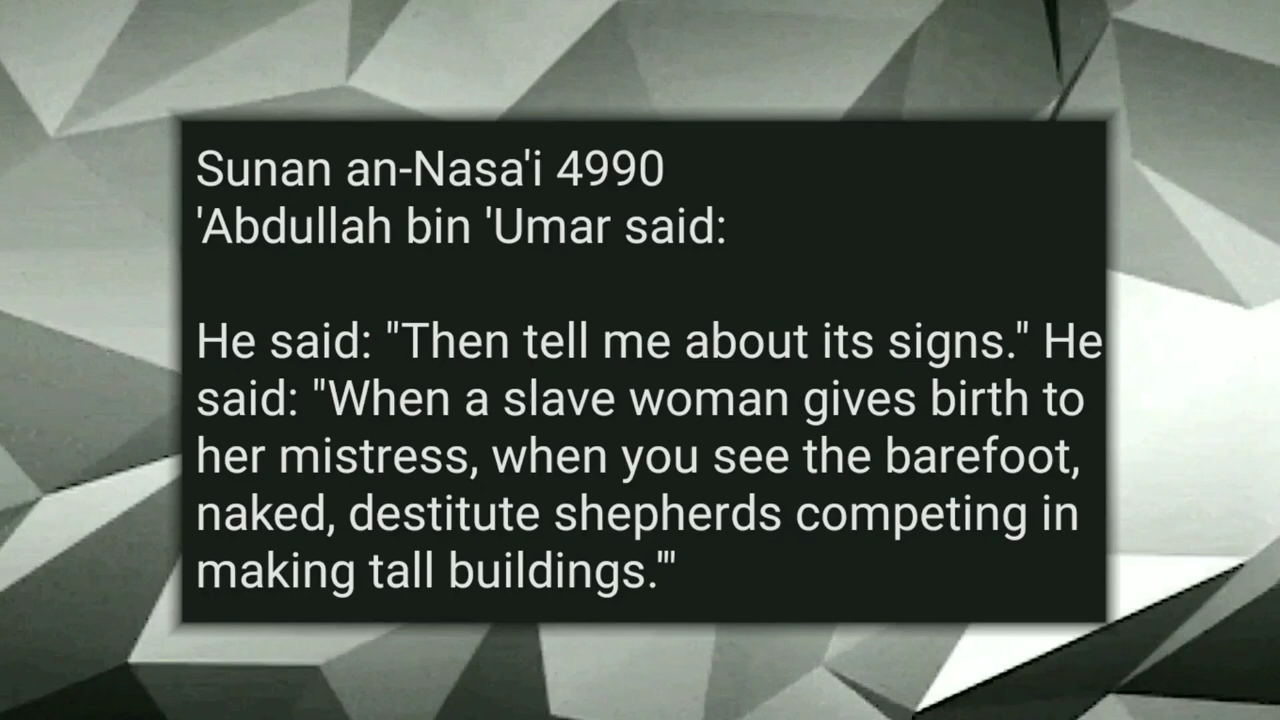 Sunan an-Nasa'i 4990
'Abdullah bin 'Umar said:
He said: "Then tell me about its signs." He
said: "When a slave woman gives birth to
her mistress, when you see the barefoot,
naked, destitute shepherds competing in
making tall buildings.'"